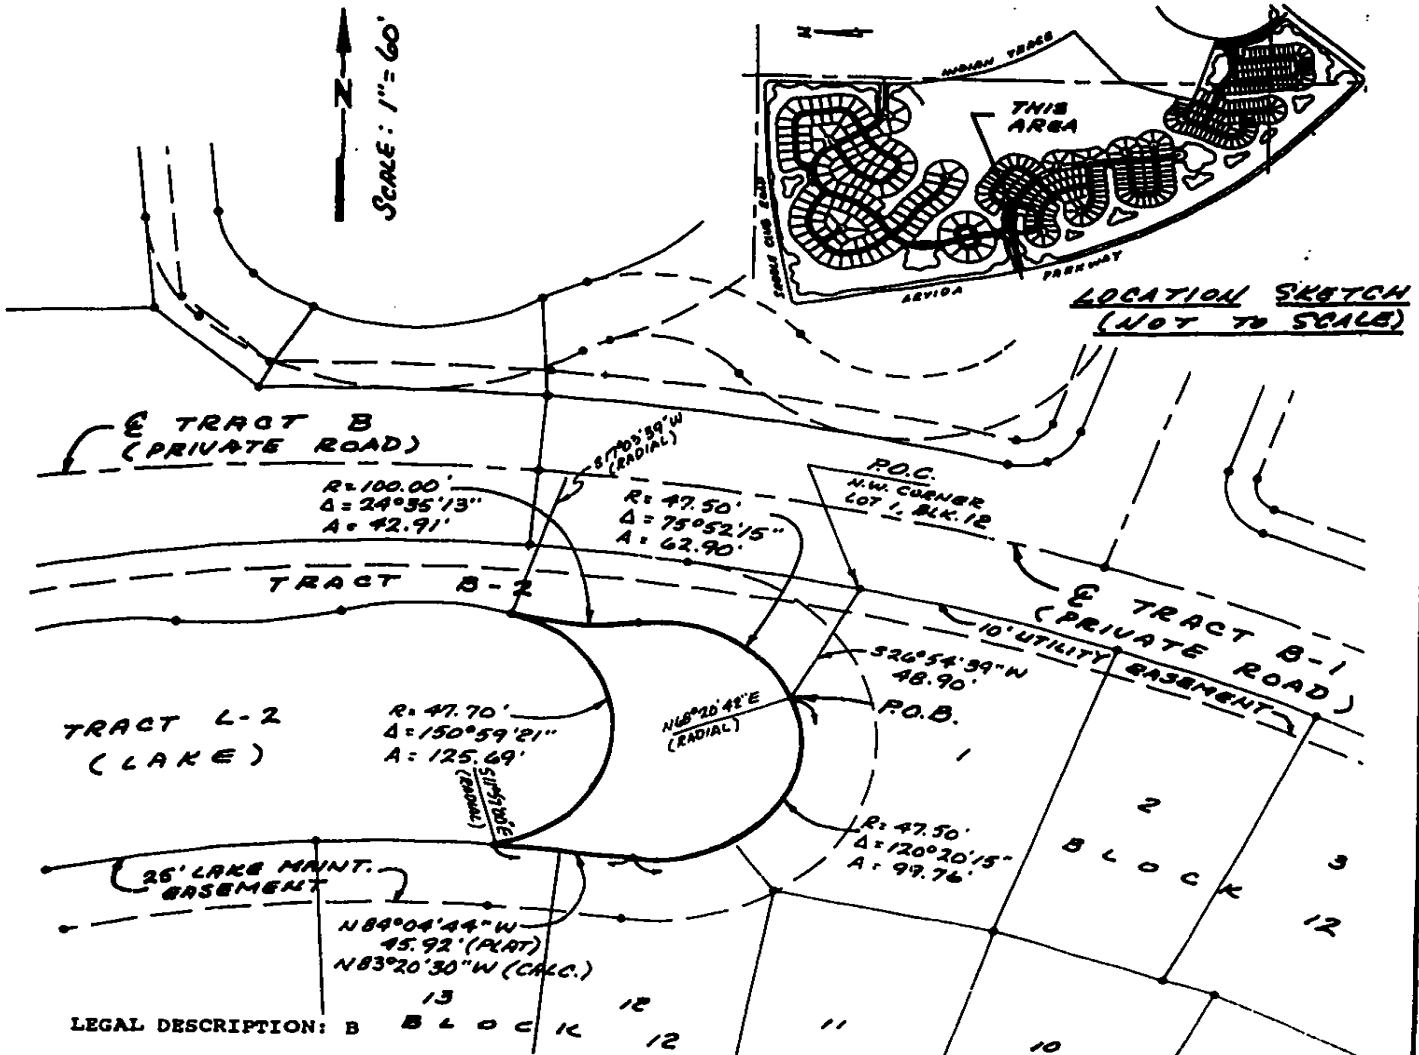 N
SCALE: 1"=60'
N
INDIAN TRACE
THIS
AREA
SADDLE CLUB ROAD
ARVIDA
PARKWAY
LOCATION SKETCH
(NOT TO SCALE)
℄ TRACT B
(PRIVATE ROAD)
S17°03'39"W
(RADIAL)
R=100.00'
Δ=24°35'13"
A=42.91'
R=47.50'
Δ=75°52'15"
A=62.90'
P.O.C.
N.W. CORNER
LOT 1, BLK. 12
TRACT B-2
℄ TRACT B-1
(PRIVATE ROAD)
10' UTILITY EASEMENT
S26°54'39"W
48.90'
P.O.B.
N68°20'42"E
(RADIAL)
TRACT L-2
(LAKE)
R=47.70'
Δ=150°59'21"
A=125.69'
(RADIAL)
1
2
3
BLOCK
12
R=47.50'
Δ=120°20'15"
A=99.76'
25' LAKE MAINT.
EASEMENT
N84°04'44"W
45.92'(PLAT)
N83°20'30"W (CALC.)
13
12
LEGAL DESCRIPTION: B
BLOCK 12
11
10